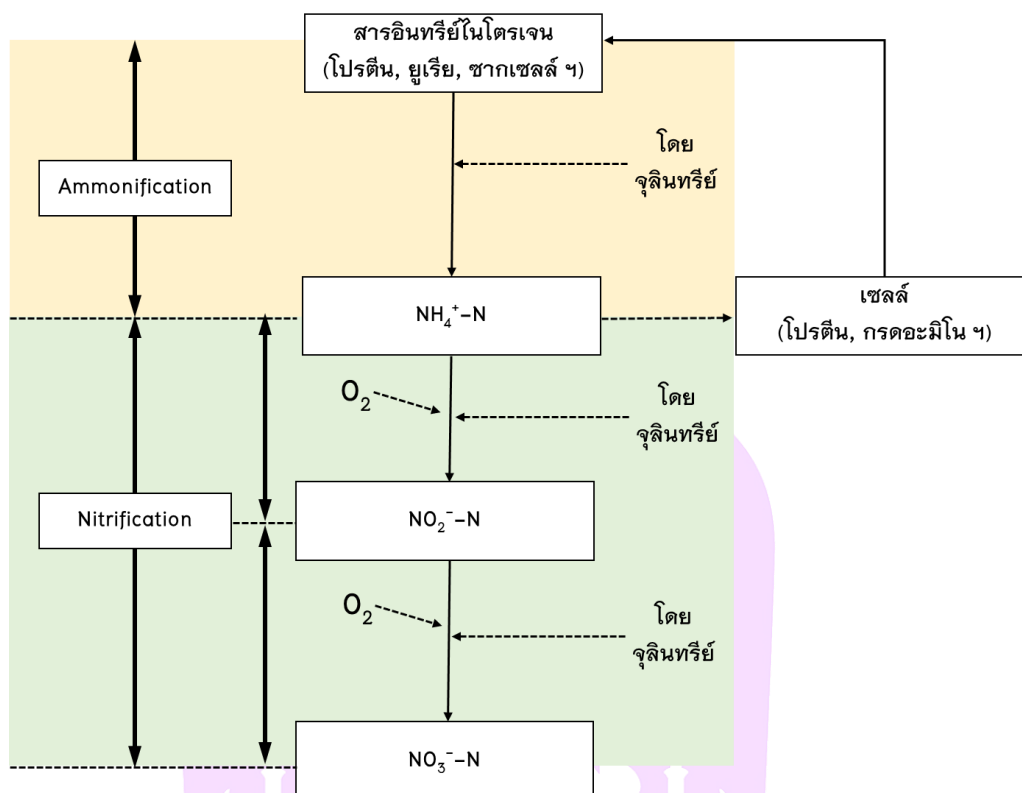 สารอินทรีย์ไนโตรเจน
(โปรตีน, ยูเรีย, ซากเซลล์ ฯ)
โดย
จุลินทรีย์
Ammonification
NH₄⁺–N
เซลล์
(โปรตีน, กรดอะมิโน ฯ)
O₂
โดย
จุลินทรีย์
Nitrification
NO₂⁻–N
O₂
โดย
จุลินทรีย์
NO₃⁻–N